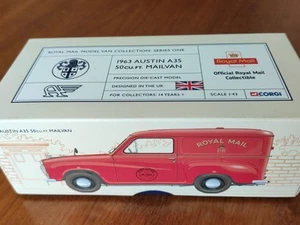 ROYAL MAIL MODEL VAN COLLECTION: SERIES ONE
1963 AUSTIN A35
50CU.FT. MAILVAN
PRECISION DIE-CAST MODEL
DESIGNED IN THE UK
FOR COLLECTORS 14 YEARS +
Royal Mail
Official Royal Mail
Collectible
SCALE 1:43
CORGI
AUSTIN A35 50CU.FT. MAILVAN
ROYAL MAIL